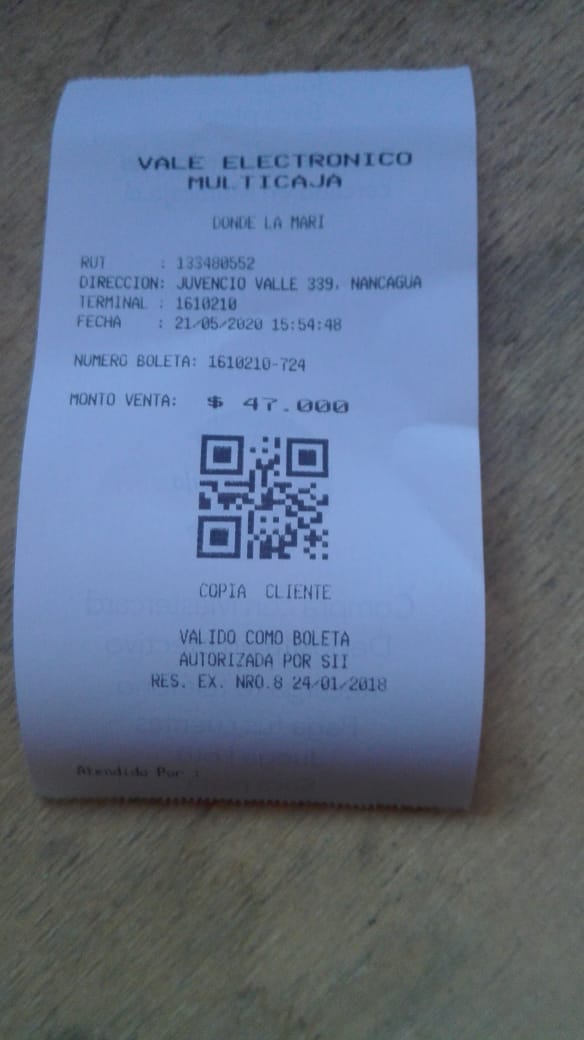 VALE ELECTRONICO
MULTICAJA
DONDE LA MARI
RUT : 133480552
DIRECCION: JUVENCIO VALLE 339, NANCAGUA
TERMINAL : 1610210
FECHA : 21/05/2020 15:54:48
NUMERO BOLETA: 1610210-724
MONTO VENTA: $ 47.000
COPIA CLIENTE
VALIDO COMO BOLETA
AUTORIZADA POR SII
RES. EX. NRO.8 24/01/2018
Atendido Por :